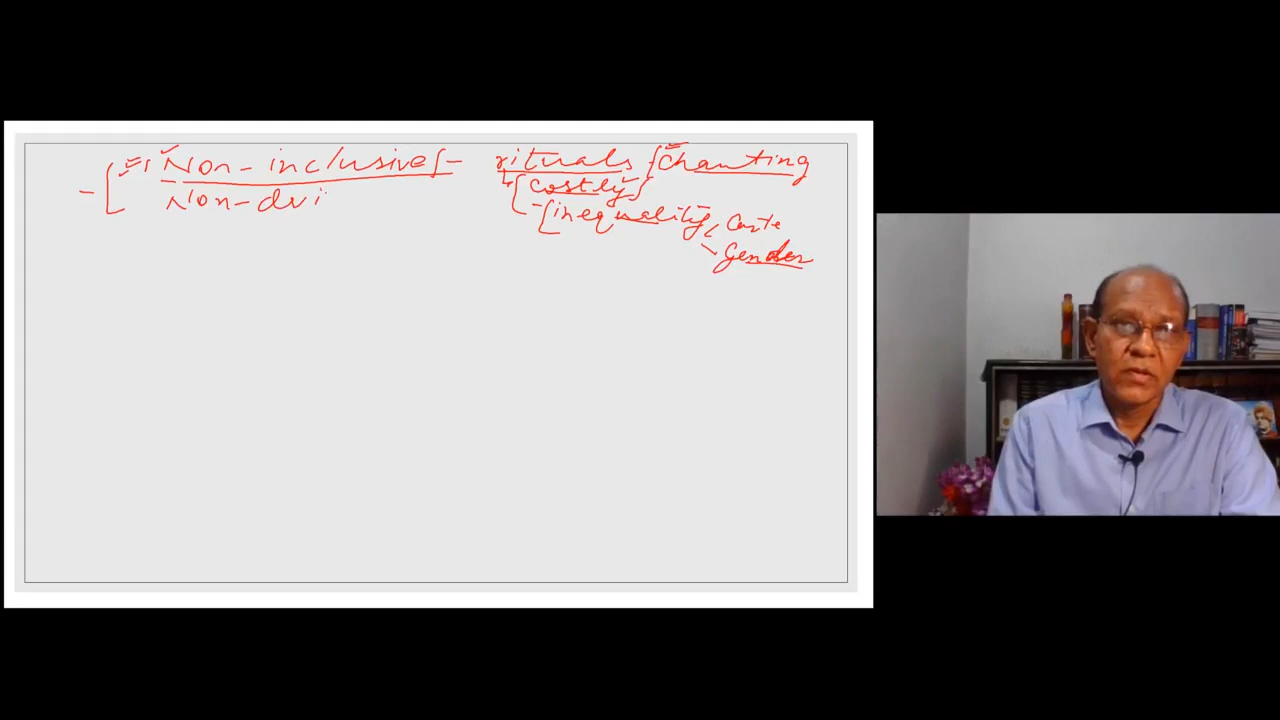 Non-inclusive - rituals / Chanting
Non-dvi costly
- inequality Caste
Gender